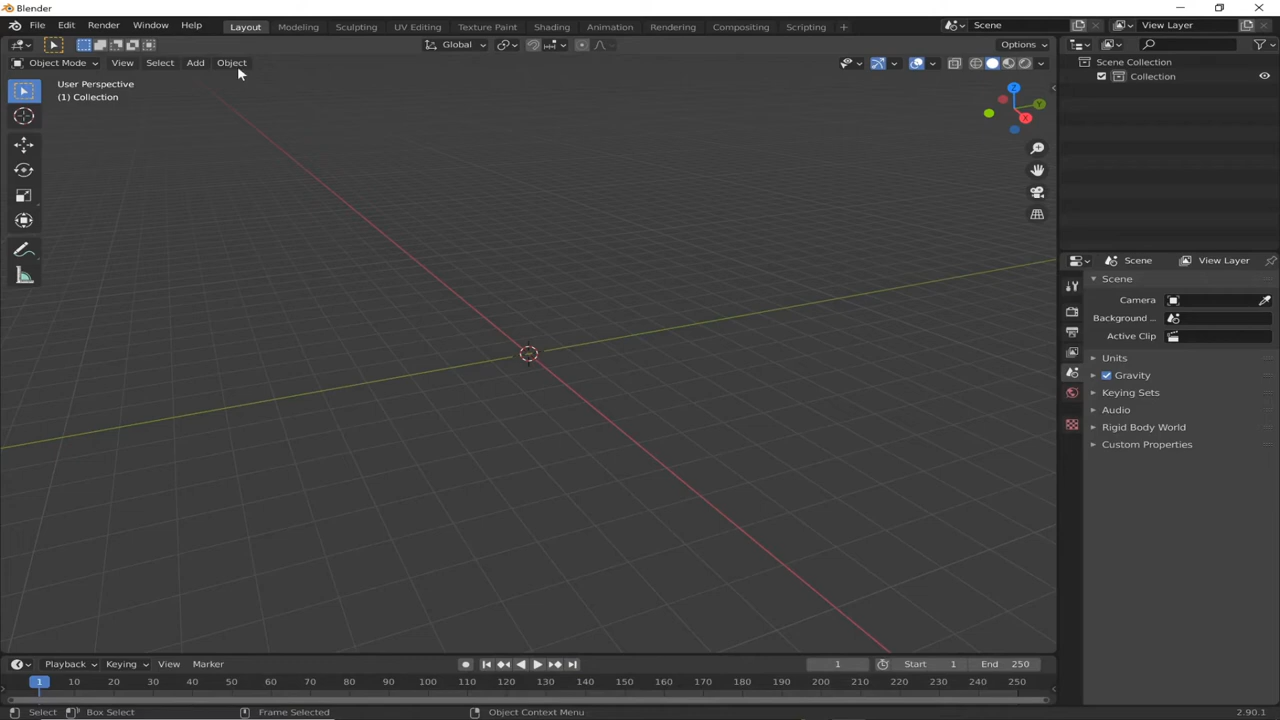 Blender
File Edit Render Window Help Layout Modeling Sculpting UV Editing Texture Paint Shading Animation Rendering Compositing Scripting + Scene View Layer
Global Options
Object Mode View Select Add Object
User Perspective
(1) Collection
Z
Y
X
Scene Collection
Collection
Scene View Layer
Scene
Camera
Background ...
Active Clip
Units
Gravity
Keying Sets
Audio
Rigid Body World
Custom Properties
Playback Keying View Marker 1 Start 1 End 250
1 10 20 30 40 50 60 70 80 90 100 110 120 130 140 150 160 170 180 190 200 210 220 230 240 250
Select Box Select Frame Selected Object Context Menu 2.90.1